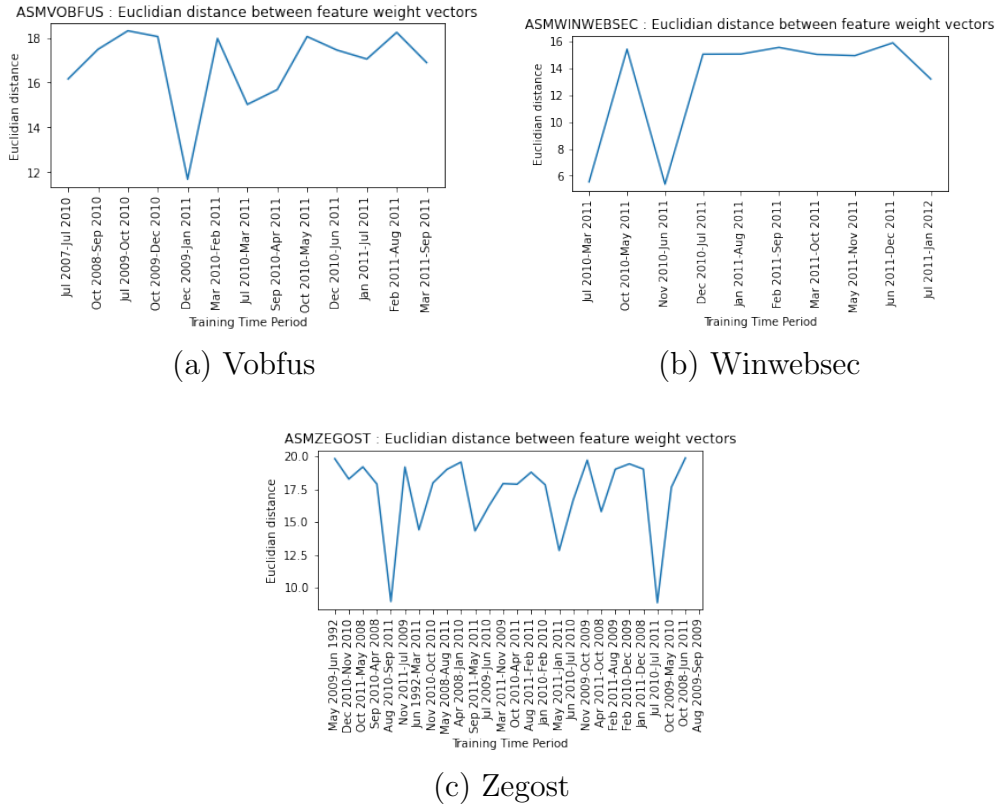 ASMVOBFUS : Euclidian distance between feature weight vectors
Euclidian distance
18
16
14
12
Jul 2007-Jul 2010
Oct 2008-Sep 2010
Jul 2009-Oct 2010
Oct 2009-Dec 2010
Dec 2009-Jan 2011
Mar 2010-Feb 2011
Jul 2010-Mar 2011
Sep 2010-Apr 2011
Oct 2010-May 2011
Dec 2010-Jun 2011
Jan 2011-Jul 2011
Feb 2011-Aug 2011
Mar 2011-Sep 2011
Training Time Period
(a) Vobfus
ASMWINWEBSEC : Euclidian distance between feature weight vectors
Euclidian distance
16
14
12
10
8
6
Jul 2010-Mar 2011
Oct 2010-May 2011
Nov 2010-Jun 2011
Dec 2010-Jul 2011
Jan 2011-Aug 2011
Feb 2011-Sep 2011
Mar 2011-Oct 2011
May 2011-Nov 2011
Jun 2011-Dec 2011
Jul 2011-Jan 2012
Training Time Period
(b) Winwebsec
ASMZEGOST : Euclidian distance between feature weight vectors
Euclidian distance
20.0
17.5
15.0
12.5
10.0
May 2009-Jun 1992
Dec 2010-Nov 2010
Oct 2011-May 2008
Sep 2010-Apr 2008
Aug 2010-Sep 2011
Nov 2011-Jul 2009
Jun 1992-Mar 2011
Nov 2010-Oct 2010
May 2008-Aug 2011
Apr 2008-Jan 2010
Sep 2011-May 2011
Jul 2009-Jun 2010
Mar 2011-Nov 2009
Oct 2010-Apr 2011
Aug 2011-Feb 2011
Jan 2010-Feb 2010
May 2011-Jan 2011
Jun 2010-Jul 2010
Nov 2009-Oct 2009
Apr 2011-Oct 2008
Feb 2011-Aug 2009
Feb 2010-Dec 2009
Jan 2011-Dec 2008
Jul 2010-Jul 2011
Oct 2009-May 2010
Oct 2008-Jun 2011
Aug 2009-Sep 2009
Training Time Period
(c) Zegost